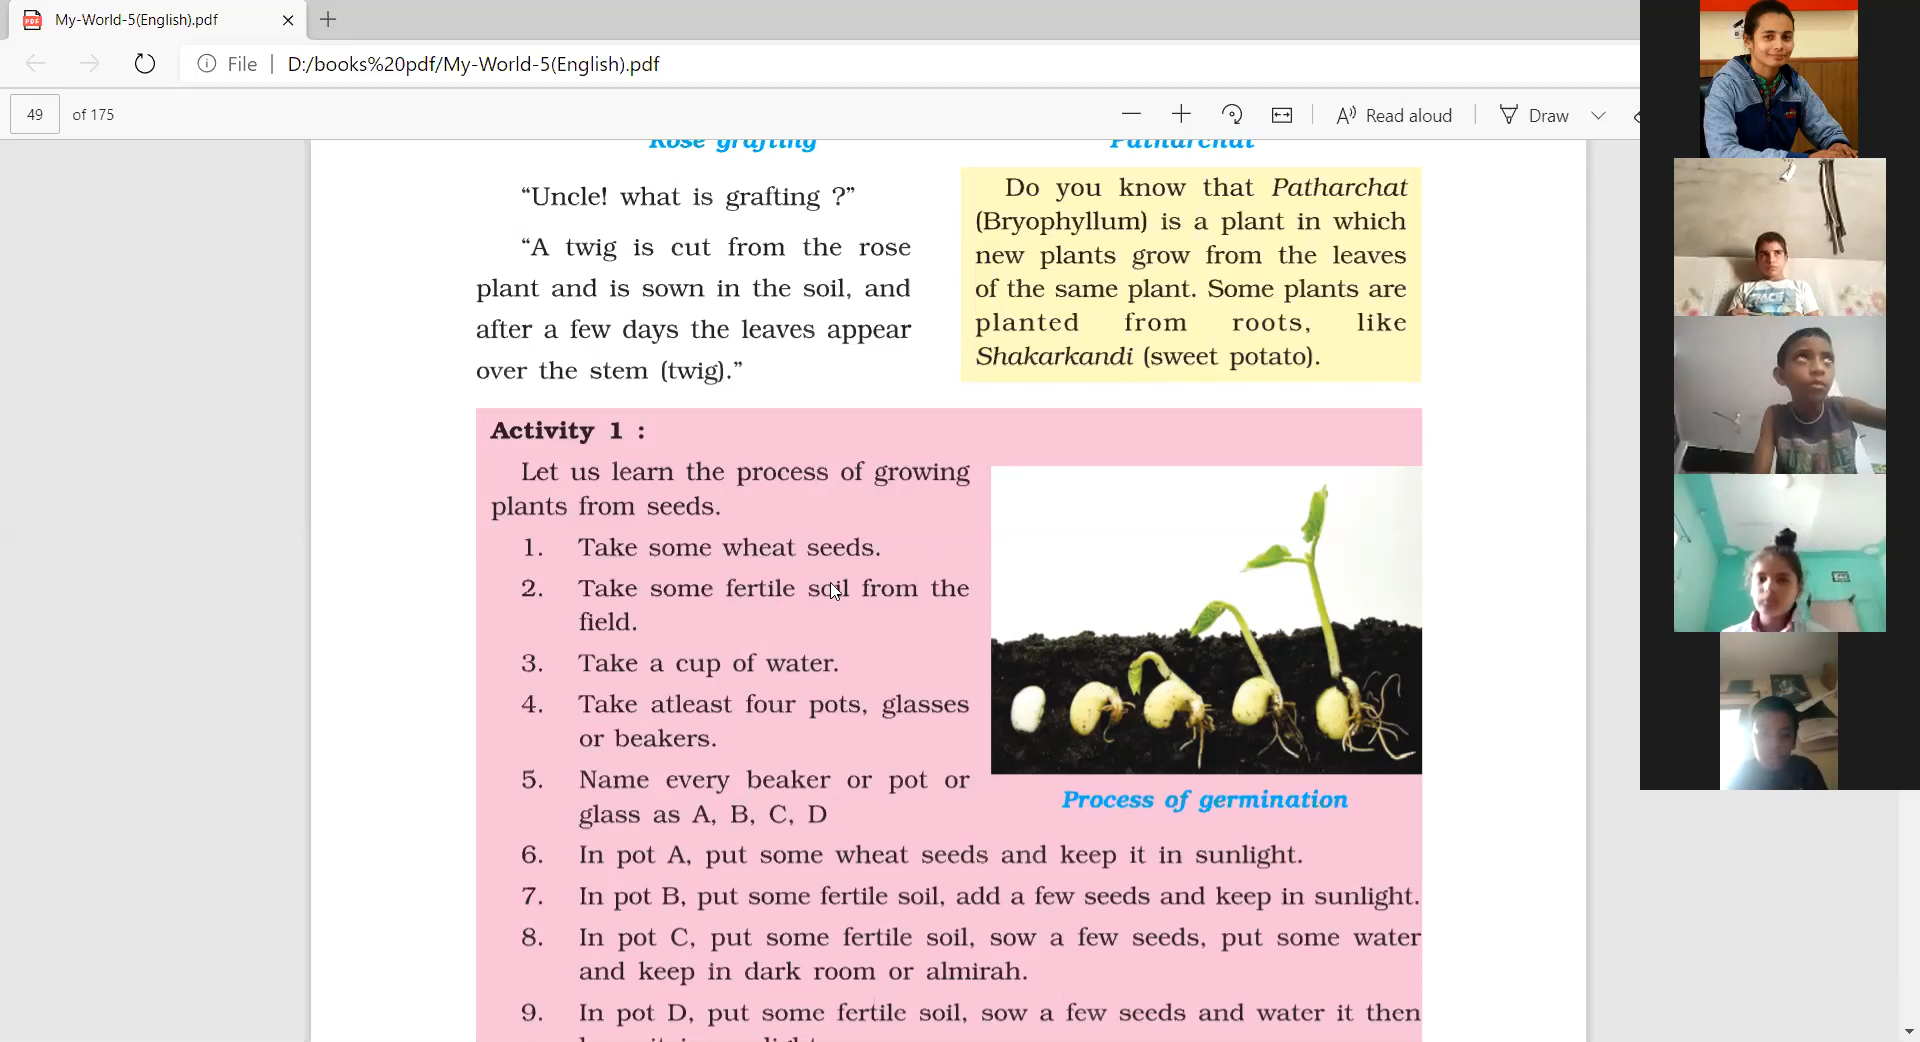 My-World-5(English).pdf
File | D:/books%20pdf/My-World-5(English).pdf
49 of 175
Read aloud
Draw
Rose grafting
Patharchat
“Uncle! what is grafting ?”
“A twig is cut from the rose
plant and is sown in the soil, and
after a few days the leaves appear
over the stem (twig).”
Do you know that Patharchat
(Bryophyllum) is a plant in which
new plants grow from the leaves
of the same plant. Some plants are
planted from roots, like
Shakarkandi (sweet potato).
Activity 1 :
Let us learn the process of growing
plants from seeds.
1. Take some wheat seeds.
2. Take some fertile soil from the
field.
3. Take a cup of water.
4. Take atleast four pots, glasses
or beakers.
5. Name every beaker or pot or
glass as A, B, C, D
Process of germination
6. In pot A, put some wheat seeds and keep it in sunlight.
7. In pot B, put some fertile soil, add a few seeds and keep in sunlight.
8. In pot C, put some fertile soil, sow a few seeds, put some water
and keep in dark room or almirah.
9. In pot D, put some fertile soil, sow a few seeds and water it then